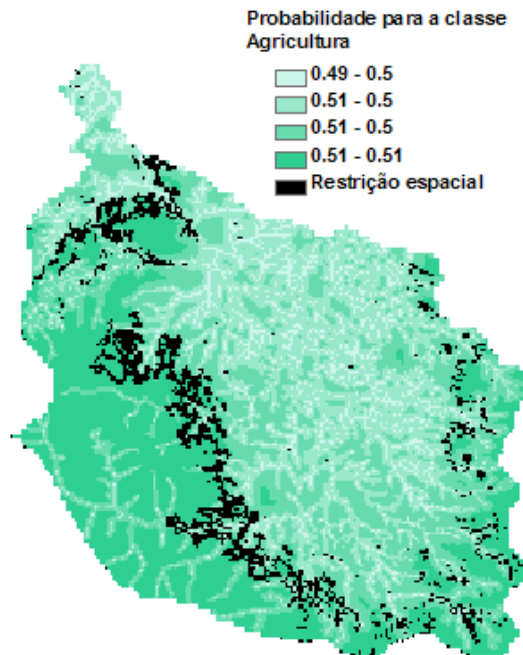 Probabilidade para a classe
Agricultura
0.49 - 0.5
0.51 - 0.5
0.51 - 0.5
0.51 - 0.51
Restrição espacial